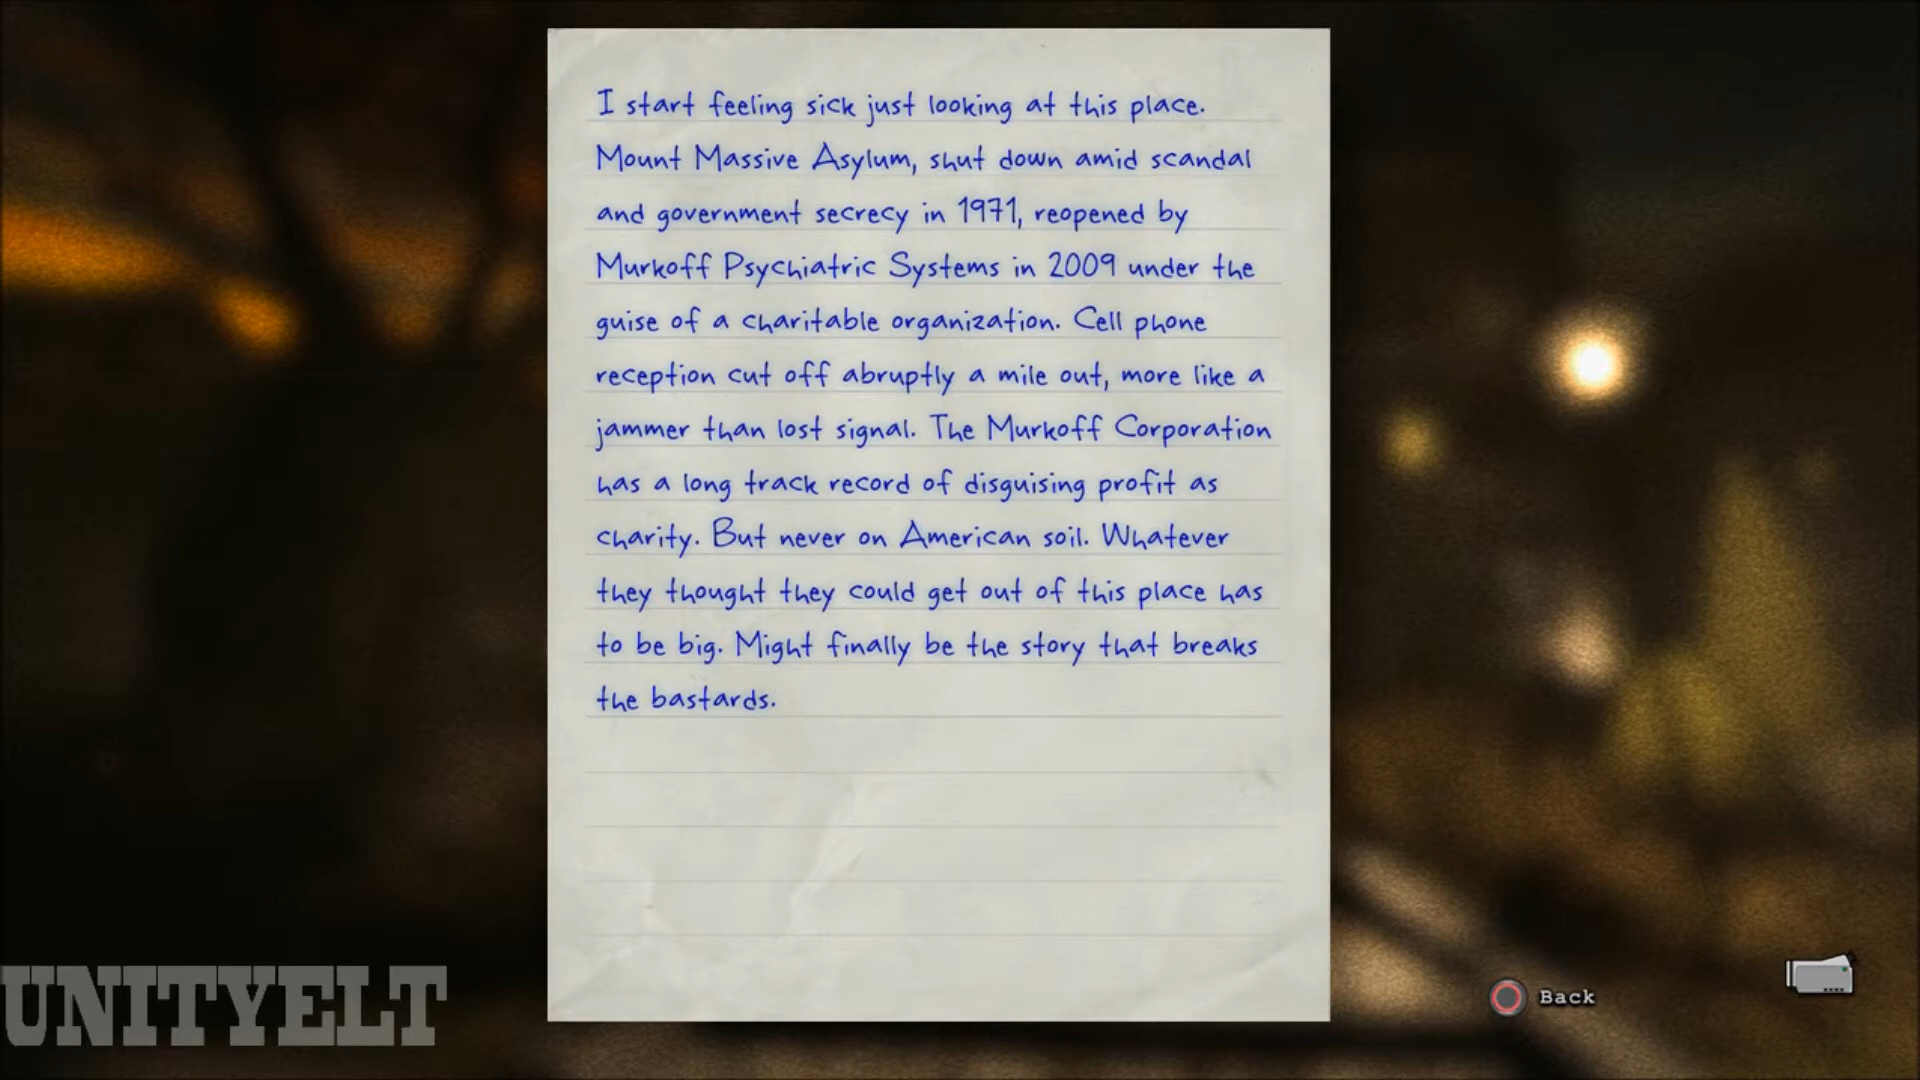 I start feeling sick just looking at this place.
Mount Massive Asylum, shut down amid scandal
and government secrecy in 1971, reopened by
Murkoff Psychiatric Systems in 2009 under the
guise of a charitable organization. Cell phone
reception cut off abruptly a mile out, more like a
jammer than lost signal. The Murkoff Corporation
has a long track record of disguising profit as
charity. But never on American soil. Whatever
they thought they could get out of this place has
to be big. Might finally be the story that breaks
the bastards.
UNITYELT
Back